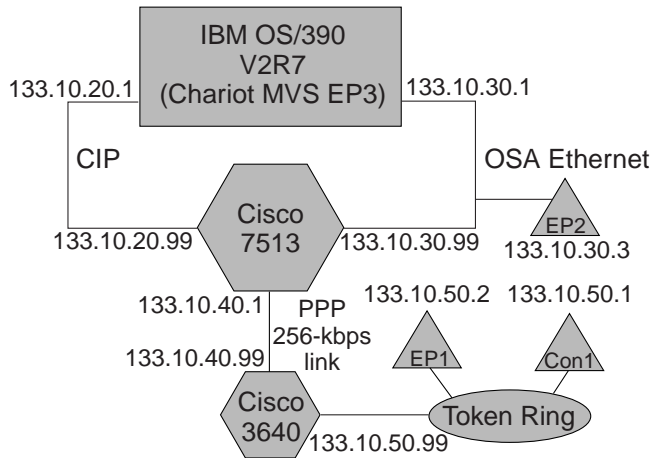 IBM OS/390
V2R7
(Chariot MVS EP3)
133.10.20.1
133.10.30.1
CIP
OSA Ethernet
Cisco
7513
EP2
133.10.20.99
133.10.30.99
133.10.30.3
133.10.40.1
PPP
256-kbps
link
133.10.50.2
133.10.50.1
133.10.40.99
EP1
Con1
Cisco
3640
Token Ring
133.10.50.99